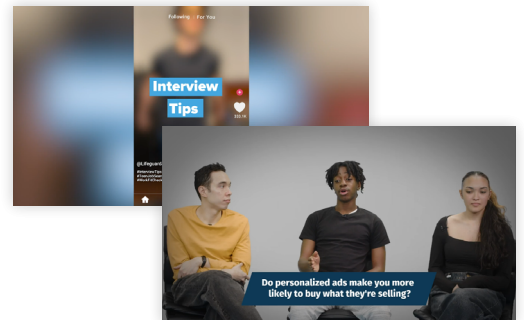 Following For You
Interview
Tips
@Lifeguard
Do personalized ads make you more
likely to buy what they're selling?